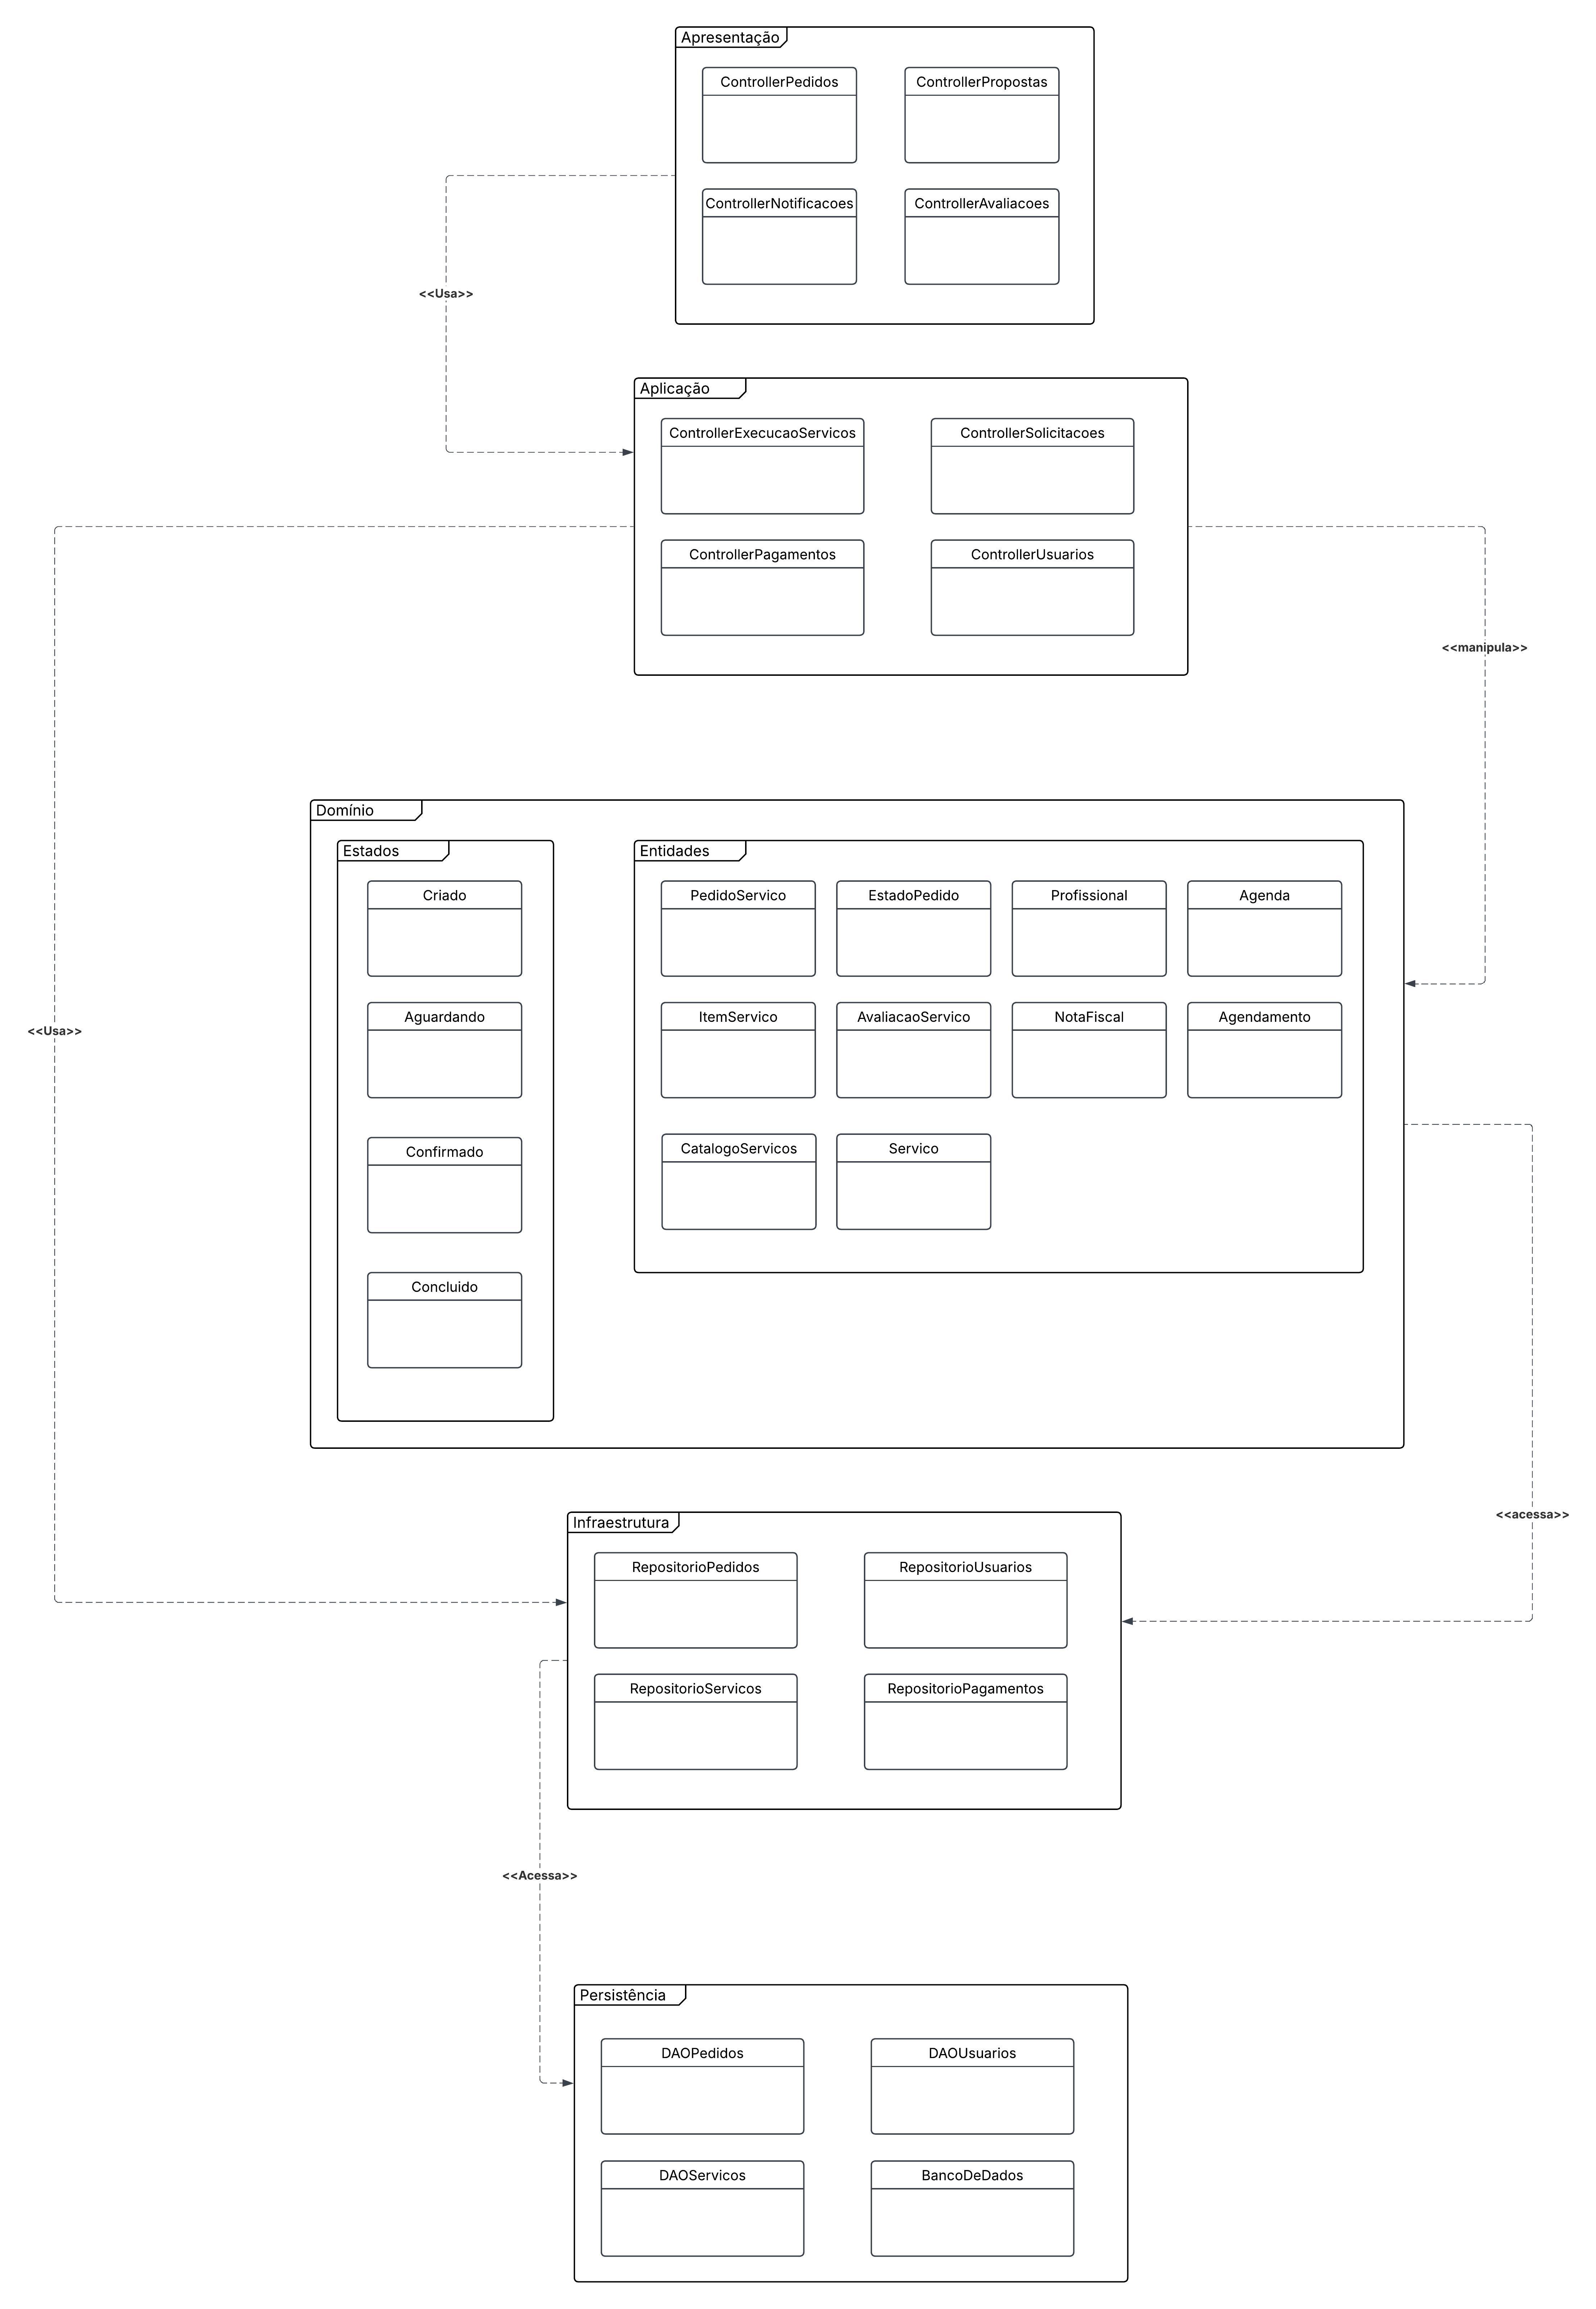 Apresentação
ControllerPedidos
ControllerPropostas
ControllerNotificacoes
ControllerAvaliacoes
<<Usa>>
Aplicação
ControllerExecucaoServicos
ControllerSolicitacoes
ControllerPagamentos
ControllerUsuarios
<<manipula>>
Domínio
Estados
Criado
Aguardando
Confirmado
Concluido
Entidades
PedidoServico
EstadoPedido
Profissional
Agenda
ItemServico
AvaliacaoServico
NotaFiscal
Agendamento
CatalogoServicos
Servico
<<Usa>>
<<acessa>>
Infraestrutura
RepositorioPedidos
RepositorioUsuarios
RepositorioServicos
RepositorioPagamentos
<<Acessa>>
Persistência
DAOPedidos
DAOUsuarios
DAOServicos
BancoDeDados